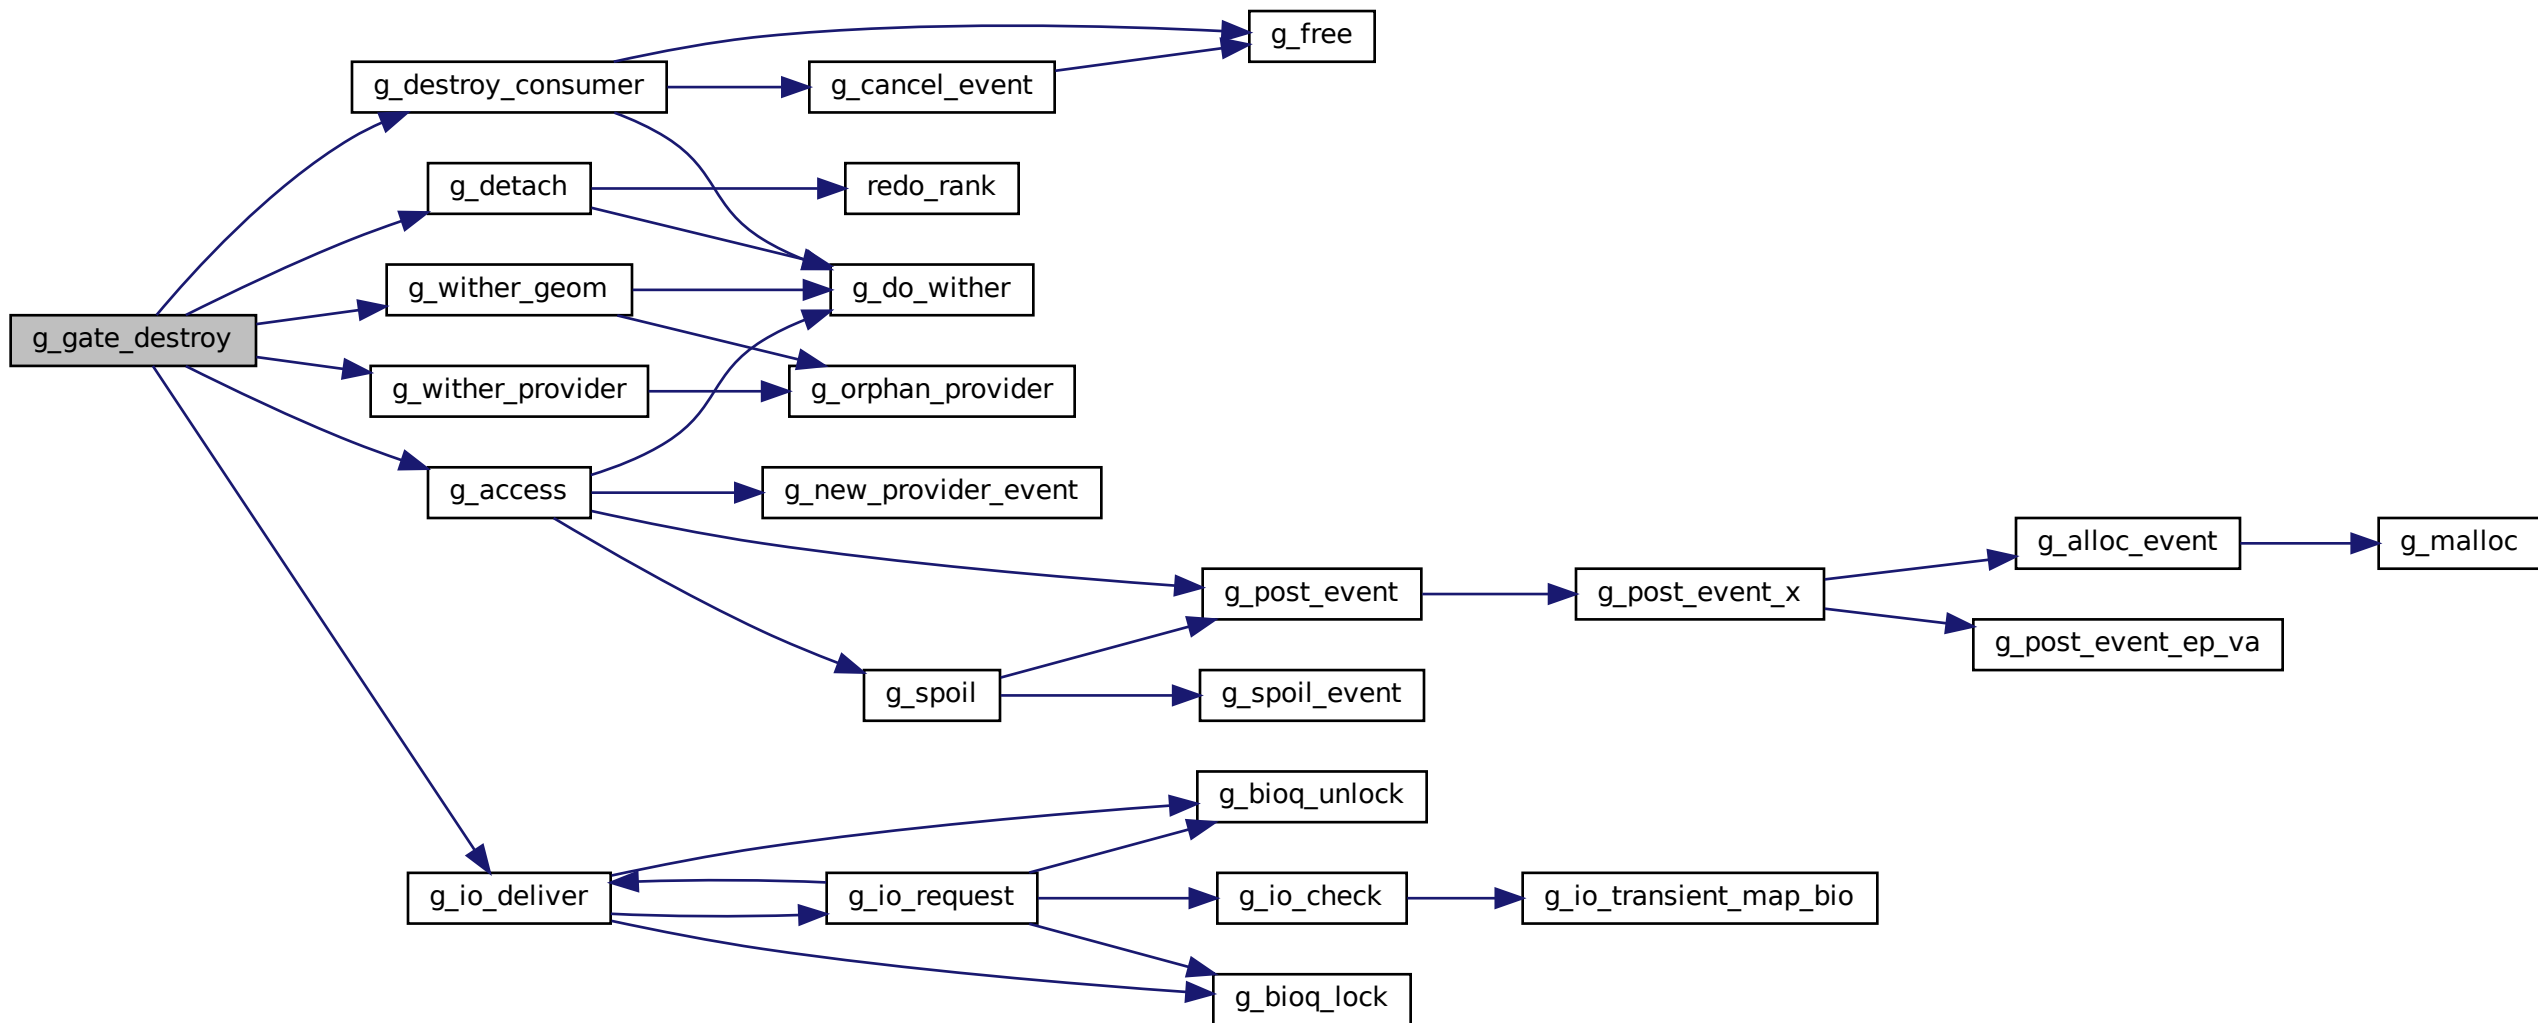 g_free
g_destroy_consumer
g_cancel_event
g_detach
redo_rank
g_wither_geom
g_do_wither
g_gate_destroy
g_wither_provider
g_orphan_provider
g_access
g_new_provider_event
g_alloc_event
g_malloc
g_post_event
g_post_event_x
g_post_event_ep_va
g_spoil
g_spoil_event
g_bioq_unlock
g_io_deliver
g_io_request
g_io_check
g_io_transient_map_bio
g_bioq_lock